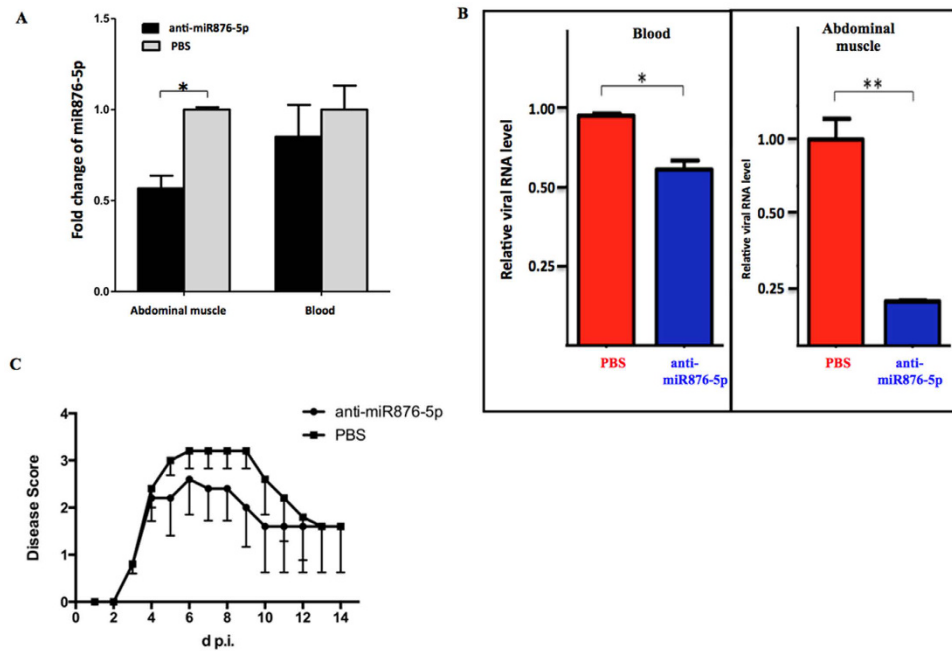 A
anti-miR876-5p
PBS
Fold change of miR876-5p
1.5
1.0
0.5
0.0
*
Abdominal muscle
Blood
B
Blood
Relative viral RNA level
1.00
0.50
0.25
*
PBS
anti-
miR876-5p
Abdominal
muscle
Relative viral RNA level
1.00
0.50
0.25
**
PBS
anti-
miR876-5p
C
anti-miR876-5p
PBS
Disease Score
4
3
2
1
0
0 2 4 6 8 10 12 14
d p.i.